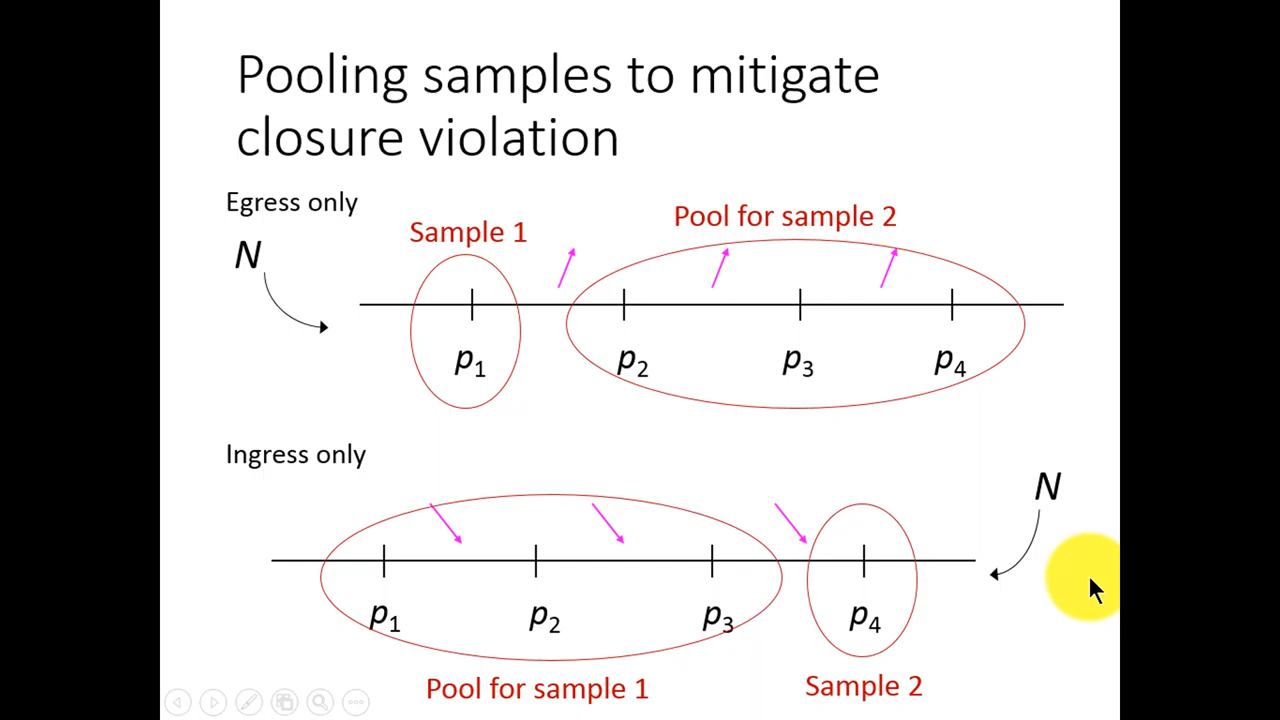 Pooling samples to mitigate
closure violation
Egress only
N
Sample 1
Pool for sample 2
p1
p2
p3
p4
Ingress only
N
p1
p2
p3
p4
Pool for sample 1
Sample 2